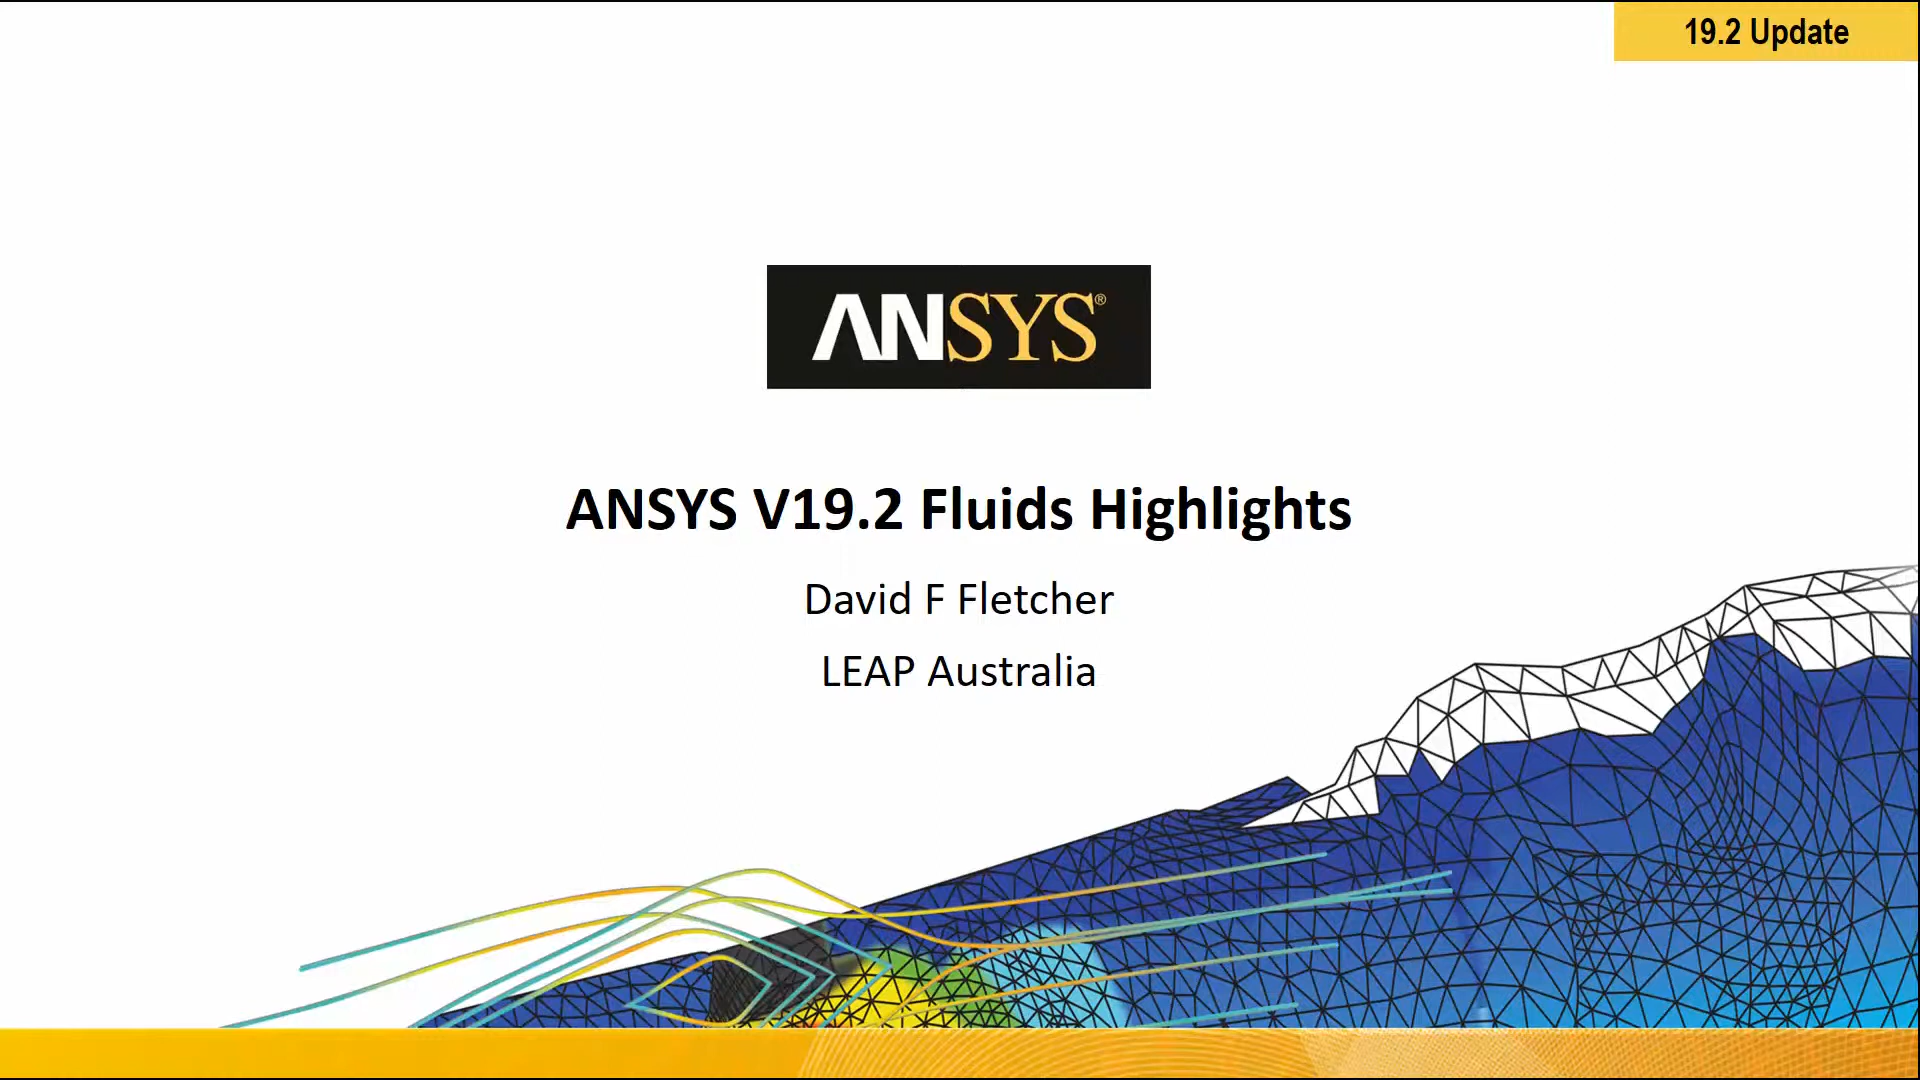 19.2 Update
ANSYS®
ANSYS V19.2 Fluids Highlights
David F Fletcher
LEAP Australia